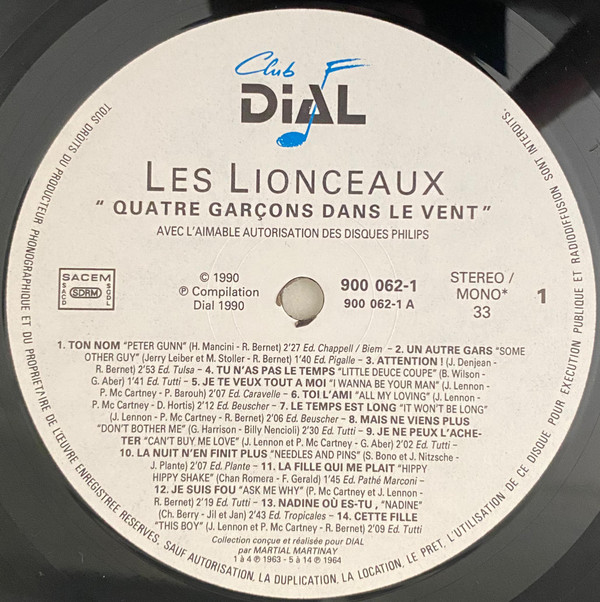 Club F
DiAL
LES LIONCEAUX
" QUATRE GARÇONS DANS LE VENT "
AVEC L'AIMABLE AUTORISATION DES DISQUES PHILIPS
SACEM
SACD
SDRM
SGDL
© 1990
℗ Compilation
Dial 1990
900 062-1
900 062-1 A
STEREO /
MONO*
33
1
1. TON NOM "PETER GUNN" (H. Mancini - R. Bernet) 2'27 Ed. Chappell / Biem – 2. UN AUTRE GARS "SOME
OTHER GUY" (Jerry Leiber et M. Stoller - R. Bernet) 1'40 Ed. Pigalle – 3. ATTENTION ! (J. Denjean -
R. Bernet) 2'53 Ed. Tulsa – 4. TU N'AS PAS LE TEMPS "LITTLE DEUCE COUPE" (B. Wilson -
G. Aber) 1'41 Ed. Tutti – 5. JE TE VEUX TOUT A MOI "I WANNA BE YOUR MAN" (J. Lennon
- P. Mc Cartney - P. Barouh) 2'07 Ed. Caravelle – 6. TOI L'AMI "ALL MY LOVING" (J. Lennon -
P. Mc Cartney - D. Hortis) 2'12 Ed. Beuscher – 7. LE TEMPS EST LONG "IT WON'T BE LONG"
(J. Lennon - P. Mc Cartney - R. Bernet) 2'06 Ed. Beuscher – 8. MAIS NE VIENS PLUS
"DON'T BOTHER ME" (G. Harrison - Billy Nencioli) 2'30 Ed. Tutti – 9. JE NE PEUX L'ACHE-
TER "CAN'T BUY ME LOVE" (J. Lennon et P. Mc Cartney - G. Aber) 2'02 Ed. Tutti –
10. LA NUIT N'EN FINIT PLUS "NEEDLES AND PINS" (S. Bono et J. Nitzsche -
J. Plante) 2'07 Ed. Plante – 11. LA FILLE QUI ME PLAIT "HIPPY
HIPPY SHAKE" (Chan Romera - F. Gerald) 1'45 Ed. Pathé Marconi –
12. JE SUIS FOU "ASK ME WHY" (P. Mc Cartney et J. Lennon -
R. Bernet) 2'19 Ed. Tutti – 13. NADINE OÙ ES-TU, "NADINE"
(Ch. Berry - Jil et Jan) 2'43 Ed. Tropicales – 14. CETTE FILLE
"THIS BOY" (J. Lennon et P. Mc Cartney - R. Bernet) 2'09 Ed. Tutti
Collection conçue et réalisée pour DIAL
par MARTIAL MARTINAY
1 à 4 ℗ 1963 - 5 à 14 ℗ 1964
TOUS DROITS DU PRODUCTEUR PHONOGRAPHIQUE ET DU PROPRIETAIRE DE L'ŒUVRE ENREGISTREE RESERVES. SAUF AUTORISATION, LA DUPLICATION, LA LOCATION, LE PRET, L'UTILISATION DE CE DISQUE POUR EXECUTION PUBLIQUE ET RADIODIFFUSION SONT INTERDITS.